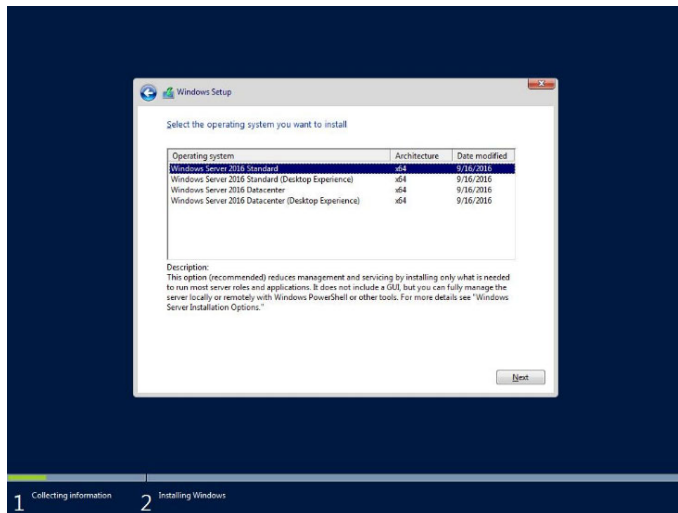 Windows Setup
Select the operating system you want to install
Operating system Architecture Date modified
Windows Server 2016 Standard x64 9/16/2016
Windows Server 2016 Standard (Desktop Experience) x64 9/16/2016
Windows Server 2016 Datacenter x64 9/16/2016
Windows Server 2016 Datacenter (Desktop Experience) x64 9/16/2016
Description:
This option (recommended) reduces management and servicing by installing only what is needed
to run most server roles and applications. It does not include a GUI, but you can fully manage the
server locally or remotely with Windows PowerShell or other tools. For more details see "Windows
Server Installation Options."
Next
1 Collecting information 2 Installing Windows